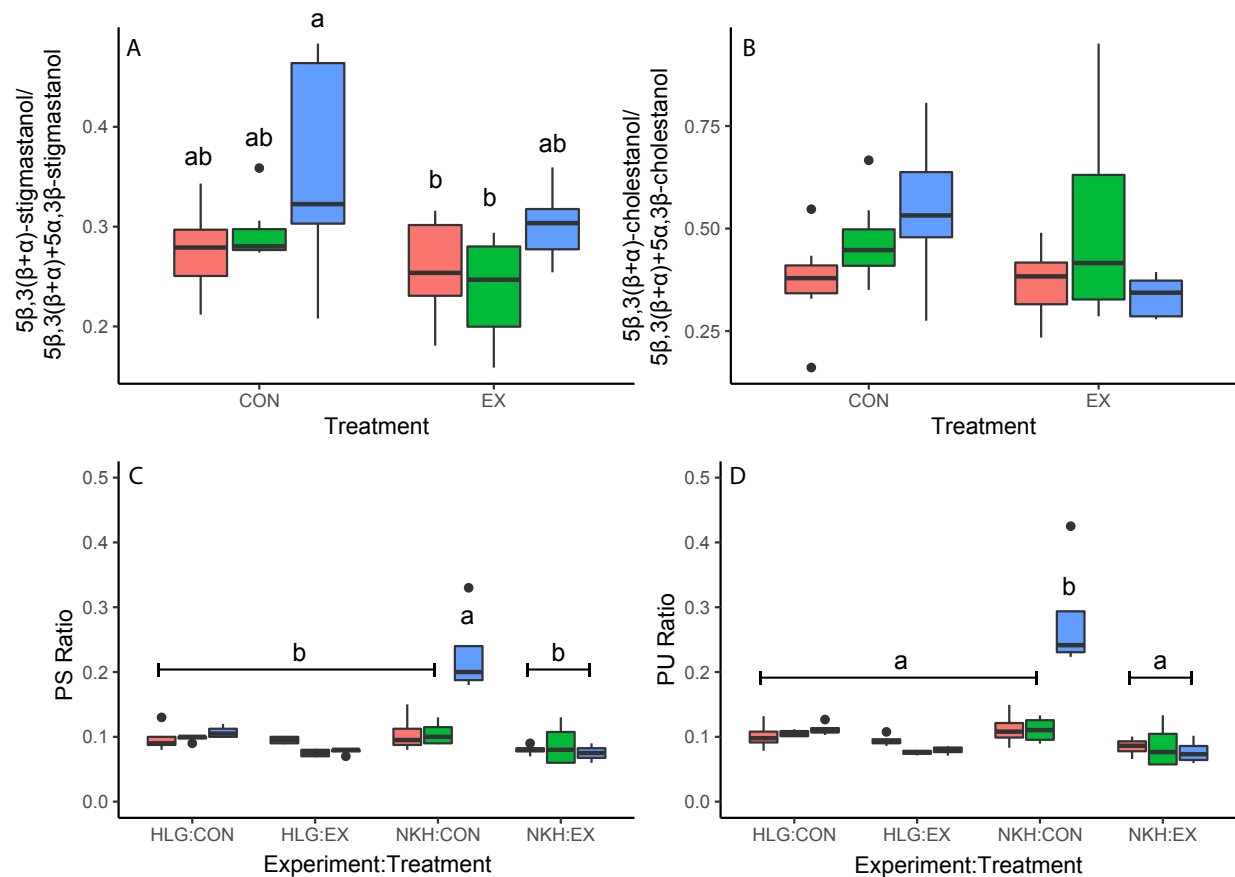 A
5β,3(β+α)-stigmastanol/
5β,3(β+α)+5α,3β-stigmastanol
0.4
0.3
0.2
ab
ab
a
b
b
ab
CON
EX
Treatment
B
5β,3(β+α)-cholestanol/
5β,3(β+α)+5α,3β-cholestanol
0.75
0.50
0.25
CON
EX
Treatment
C
PS Ratio
0.5
0.4
0.3
0.2
0.1
0.0
b
a
b
HLG:CON
HLG:EX
NKH:CON
NKH:EX
Experiment:Treatment
D
PU Ratio
0.5
0.4
0.3
0.2
0.1
0.0
a
b
a
HLG:CON
HLG:EX
NKH:CON
NKH:EX
Experiment:Treatment